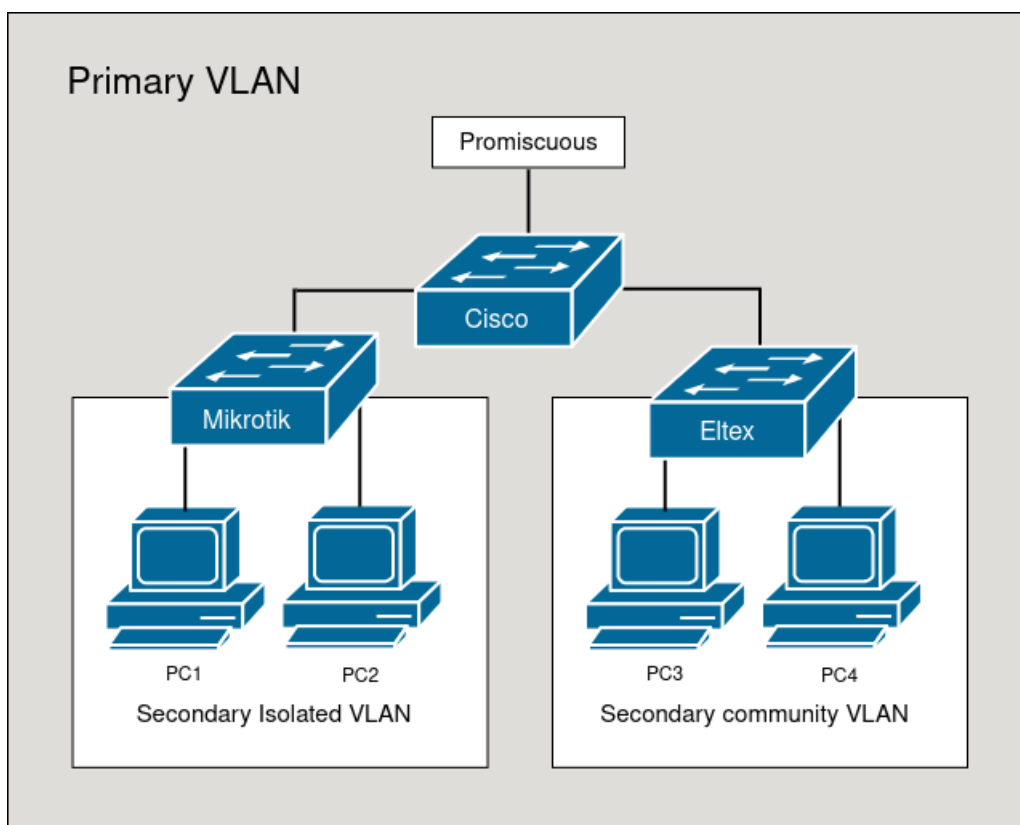 Primary VLAN
Promiscuous
Cisco
Mikrotik
Eltex
PC1
PC2
Secondary Isolated VLAN
PC3
PC4
Secondary community VLAN